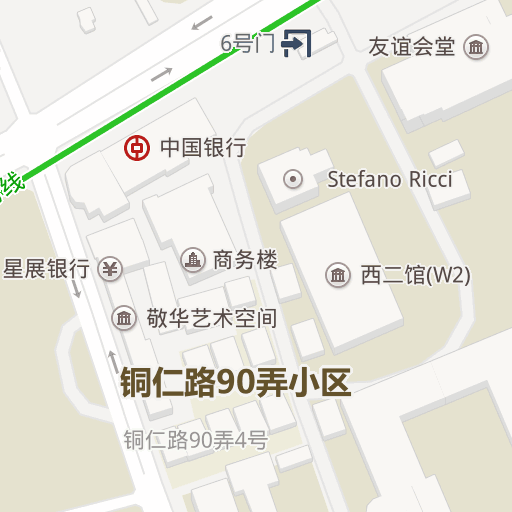 6号门
友谊会堂
中国银行
Stefano Ricci
线
星展银行
商务楼
西二馆(W2)
敬华艺术空间
铜仁路90弄小区
铜仁路90弄4号